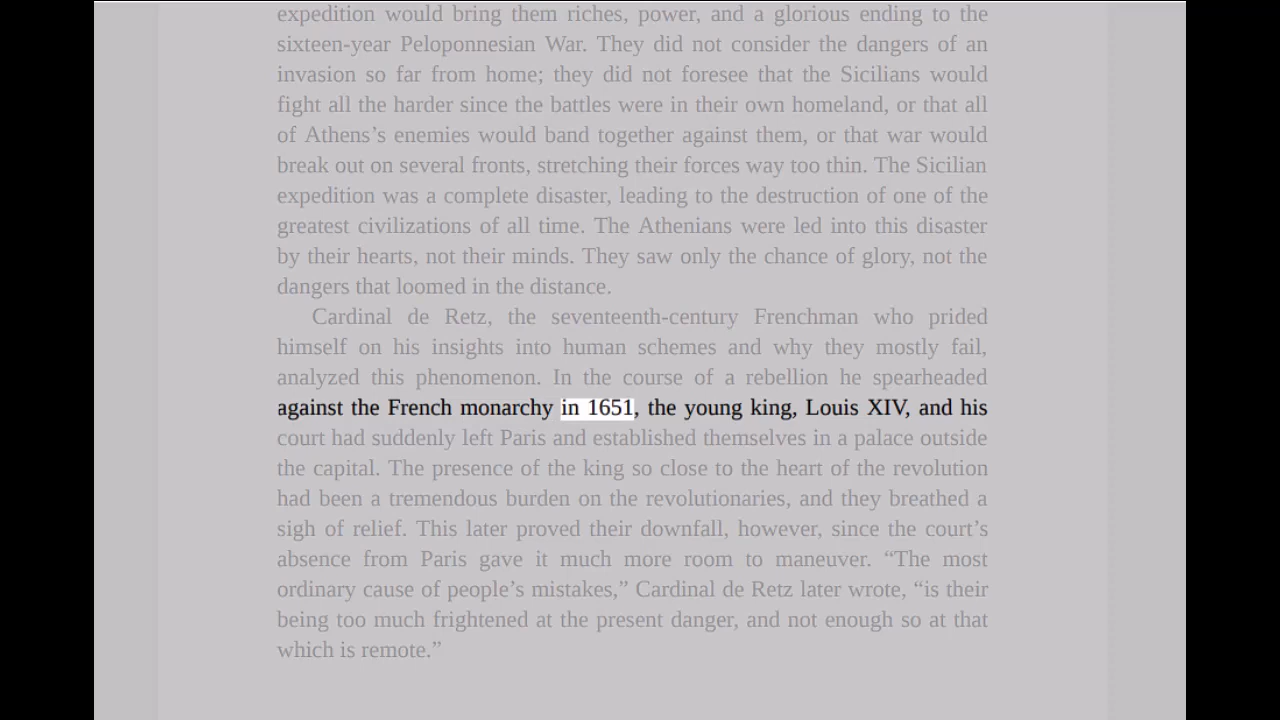 expedition would bring them riches, power, and a glorious ending to the
sixteen-year Peloponnesian War. They did not consider the dangers of an
invasion so far from home; they did not foresee that the Sicilians would
fight all the harder since the battles were in their own homeland, or that all
of Athens’s enemies would band together against them, or that war would
break out on several fronts, stretching their forces way too thin. The Sicilian
expedition was a complete disaster, leading to the destruction of one of the
greatest civilizations of all time. The Athenians were led into this disaster
by their hearts, not their minds. They saw only the chance of glory, not the
dangers that loomed in the distance.
Cardinal de Retz, the seventeenth-century Frenchman who prided
himself on his insights into human schemes and why they mostly fail,
analyzed this phenomenon. In the course of a rebellion he spearheaded
against the French monarchy in 1651, the young king, Louis XIV, and his
court had suddenly left Paris and established themselves in a palace outside
the capital. The presence of the king so close to the heart of the revolution
had been a tremendous burden on the revolutionaries, and they breathed a
sigh of relief. This later proved their downfall, however, since the court’s
absence from Paris gave it much more room to maneuver. “The most
ordinary cause of people’s mistakes,” Cardinal de Retz later wrote, “is their
being too much frightened at the present danger, and not enough so at that
which is remote.”